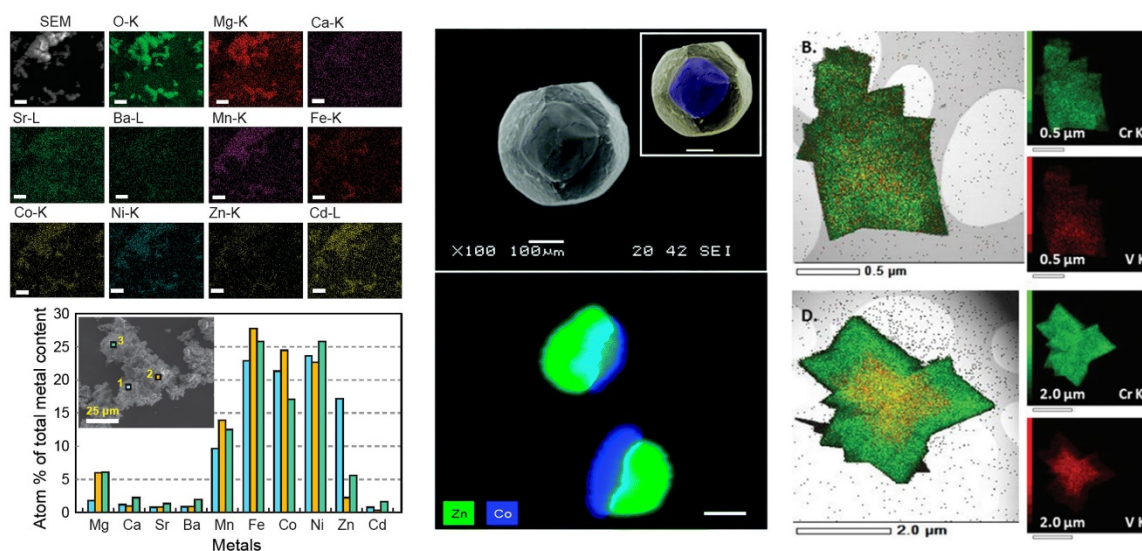 SEM O-K Mg-K Ca-K
Sr-L Ba-L Mn-K Fe-K
Co-K Ni-K Zn-K Cd-L
Atom % of total metal content
30
25
20
15
10
5
0
3
1 2
25 µm
Mg Ca Sr Ba Mn Fe Co Ni Zn Cd
Metals
X100 100µm 20 42 SEI
Zn Co
B.
0.5 µm
0.5 µm
Cr K
0.5 µm
V K
D.
2.0 µm
2.0 µm
Cr K
2.0 µm
V K